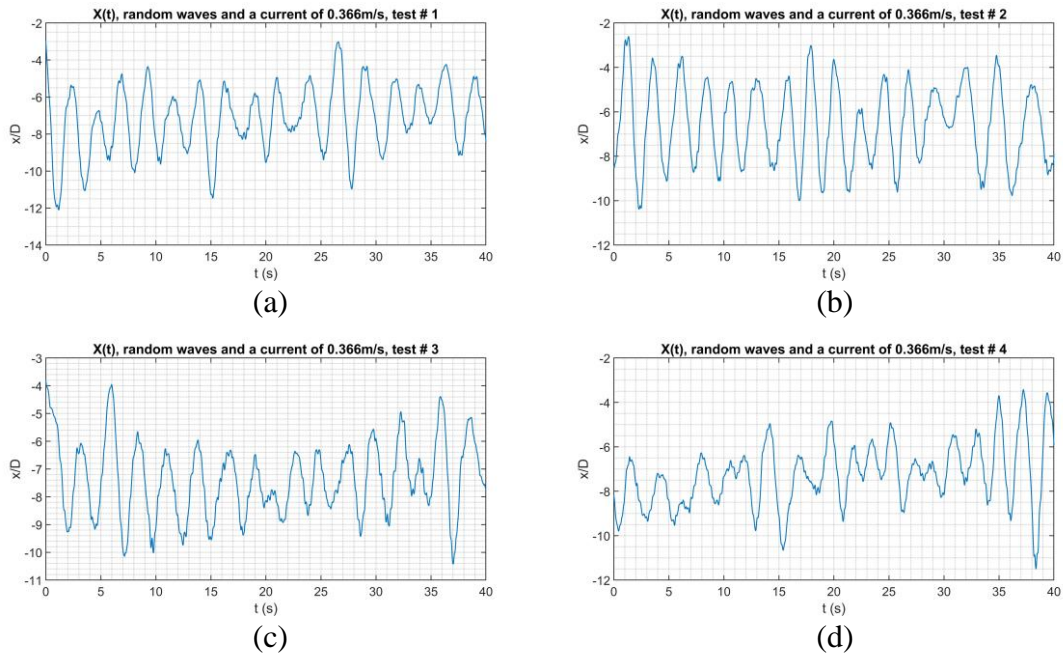 X(t), random waves and a current of 0.366m/s, test # 1
-2
-4
-6
-8
-10
-12
-14
x/D
0 5 10 15 20 25 30 35 40
t (s)
(a)
X(t), random waves and a current of 0.366m/s, test # 2
-2
-4
-6
-8
-10
-12
x/D
0 5 10 15 20 25 30 35 40
t (s)
(b)
X(t), random waves and a current of 0.366m/s, test # 3
-3
-4
-5
-6
-7
-8
-9
-10
-11
x/D
0 5 10 15 20 25 30 35 40
t (s)
(c)
X(t), random waves and a current of 0.366m/s, test # 4
-2
-4
-6
-8
-10
-12
x/D
0 5 10 15 20 25 30 35 40
t (s)
(d)